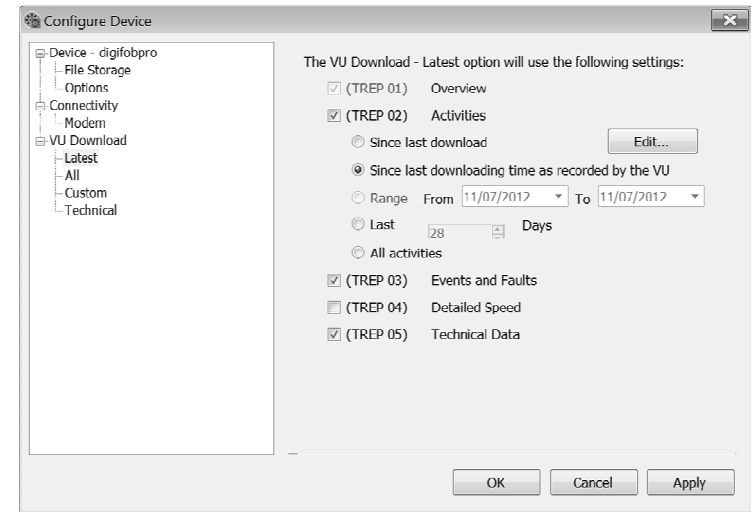 Configure Device
Device - digifobpro
File Storage
Options
Connectivity
Modem
VU Download
Latest
All
Custom
Technical
The VU Download - Latest option will use the following settings:
(TREP 01) Overview
(TREP 02) Activities
Since last download Edit...
Since last downloading time as recorded by the VU
Range From 11/07/2012 To 11/07/2012
Last 28 Days
All activities
(TREP 03) Events and Faults
(TREP 04) Detailed Speed
(TREP 05) Technical Data
OK Cancel Apply